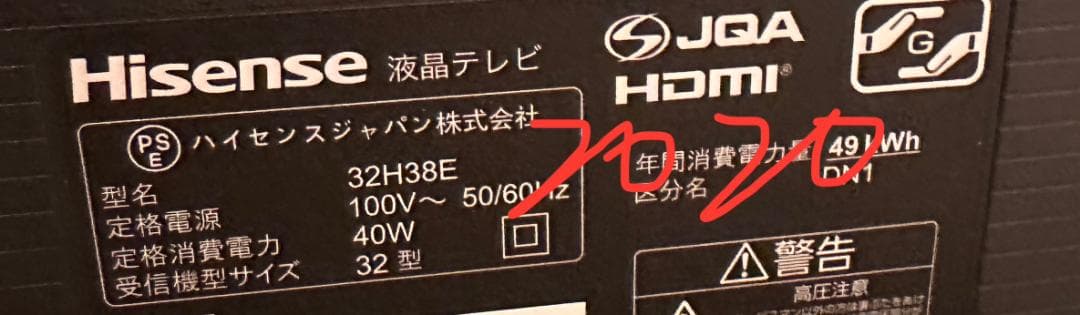 Hisense 液晶テレビ
JQA
HDMI®
G
PS
E
ハイセンスジャパン株式会社
型名 32H38E
定格電源 100V～ 50/60Hz
定格消費電力 40W
受信機型サイズ 32 型
2020
年間消費電力量 49 kWh
区分名 DN1
警告
高圧注意